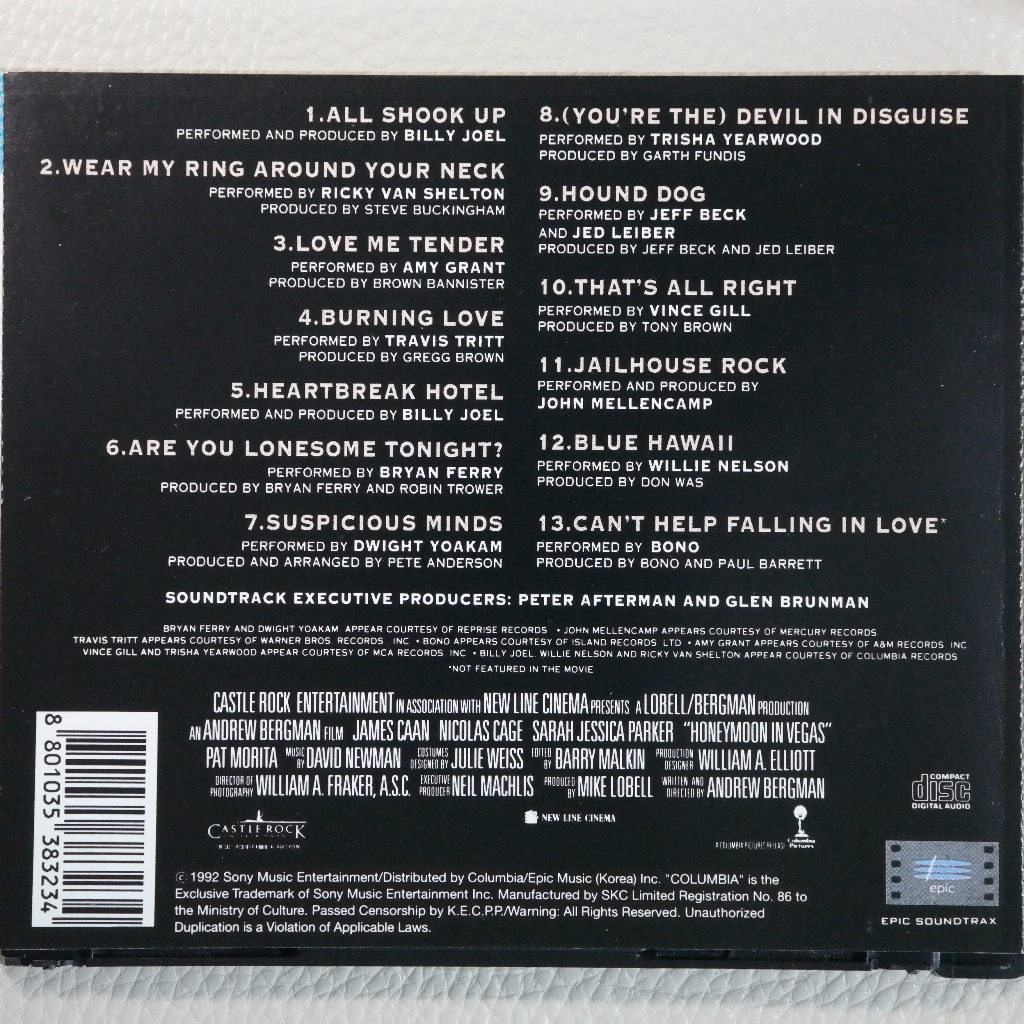 1.ALL SHOOK UP
PERFORMED AND PRODUCED BY BILLY JOEL
2.WEAR MY RING AROUND YOUR NECK
PERFORMED BY RICKY VAN SHELTON
PRODUCED BY STEVE BUCKINGHAM
3.LOVE ME TENDER
PERFORMED BY AMY GRANT
PRODUCED BY BROWN BANNISTER
4.BURNING LOVE
PERFORMED BY TRAVIS TRITT
PRODUCED BY GREGG BROWN
5.HEARTBREAK HOTEL
PERFORMED AND PRODUCED BY BILLY JOEL
6.ARE YOU LONESOME TONIGHT?
PERFORMED BY BRYAN FERRY
PRODUCED BY BRYAN FERRY AND ROBIN TROWER
7.SUSPICIOUS MINDS
PERFORMED BY DWIGHT YOAKAM
PRODUCED AND ARRANGED BY PETE ANDERSON
8.(YOU'RE THE) DEVIL IN DISGUISE
PERFORMED BY TRISHA YEARWOOD
PRODUCED BY GARTH FUNDIS
9.HOUND DOG
PERFORMED BY JEFF BECK
AND JED LEIBER
PRODUCED BY JEFF BECK AND JED LEIBER
10.THAT'S ALL RIGHT
PERFORMED BY VINCE GILL
PRODUCED BY TONY BROWN
11.JAILHOUSE ROCK
PERFORMED AND PRODUCED BY
JOHN MELLENCAMP
12.BLUE HAWAII
PERFORMED BY WILLIE NELSON
PRODUCED BY DON WAS
13.CAN'T HELP FALLING IN LOVE*
PERFORMED BY BONO
PRODUCED BY BONO AND PAUL BARRETT
SOUNDTRACK EXECUTIVE PRODUCERS: PETER AFTERMAN AND GLEN BRUNMAN
BRYAN FERRY AND DWIGHT YOAKAM APPEAR COURTESY OF REPRISE RECORDS • JOHN MELLENCAMP APPEARS COURTESY OF MERCURY RECORDS
TRAVIS TRITT APPEARS COURTESY OF WARNER BROS. RECORDS INC • BONO APPEARS COURTESY OF ISLAND RECORDS LTD • AMY GRANT APPEARS COURTESY OF A&M RECORDS INC
VINCE GILL AND TRISHA YEARWOOD APPEAR COURTESY OF MCA RECORDS INC • BILLY JOEL, WILLIE NELSON AND RICKY VAN SHELTON APPEAR COURTESY OF COLUMBIA RECORDS
*NOT FEATURED IN THE MOVIE
CASTLE ROCK ENTERTAINMENT IN ASSOCIATION WITH NEW LINE CINEMA PRESENTS A LOBELL/BERGMAN PRODUCTION
AN ANDREW BERGMAN FILM JAMES CAAN NICOLAS CAGE SARAH JESSICA PARKER "HONEYMOON IN VEGAS"
PAT MORITA MUSIC BY DAVID NEWMAN COSTUMES DESIGNED BY JULIE WEISS EDITED BY BARRY MALKIN PRODUCTION DESIGNER WILLIAM A. ELLIOTT
DIRECTOR OF PHOTOGRAPHY WILLIAM A. FRAKER, A.S.C. EXECUTIVE PRODUCER NEIL MACHLIS PRODUCED BY MIKE LOBELL WRITTEN AND DIRECTED BY ANDREW BERGMAN
CASTLE ROCK
NEW LINE CINEMA
A COLUMBIA PICTURES RELEASE
Columbia
Pictures
COMPACT
disc
DIGITAL AUDIO
epic
EPIC SOUNDTRAX
8 801035 383234
© 1992 Sony Music Entertainment/Distributed by Columbia/Epic Music (Korea) Inc. "COLUMBIA" is the
Exclusive Trademark of Sony Music Entertainment Inc. Manufactured by SKC Limited Registration No. 86 to
the Ministry of Culture. Passed Censorship by K.E.C.P.P./Warning: All Rights Reserved. Unauthorized
Duplication is a Violation of Applicable Laws.